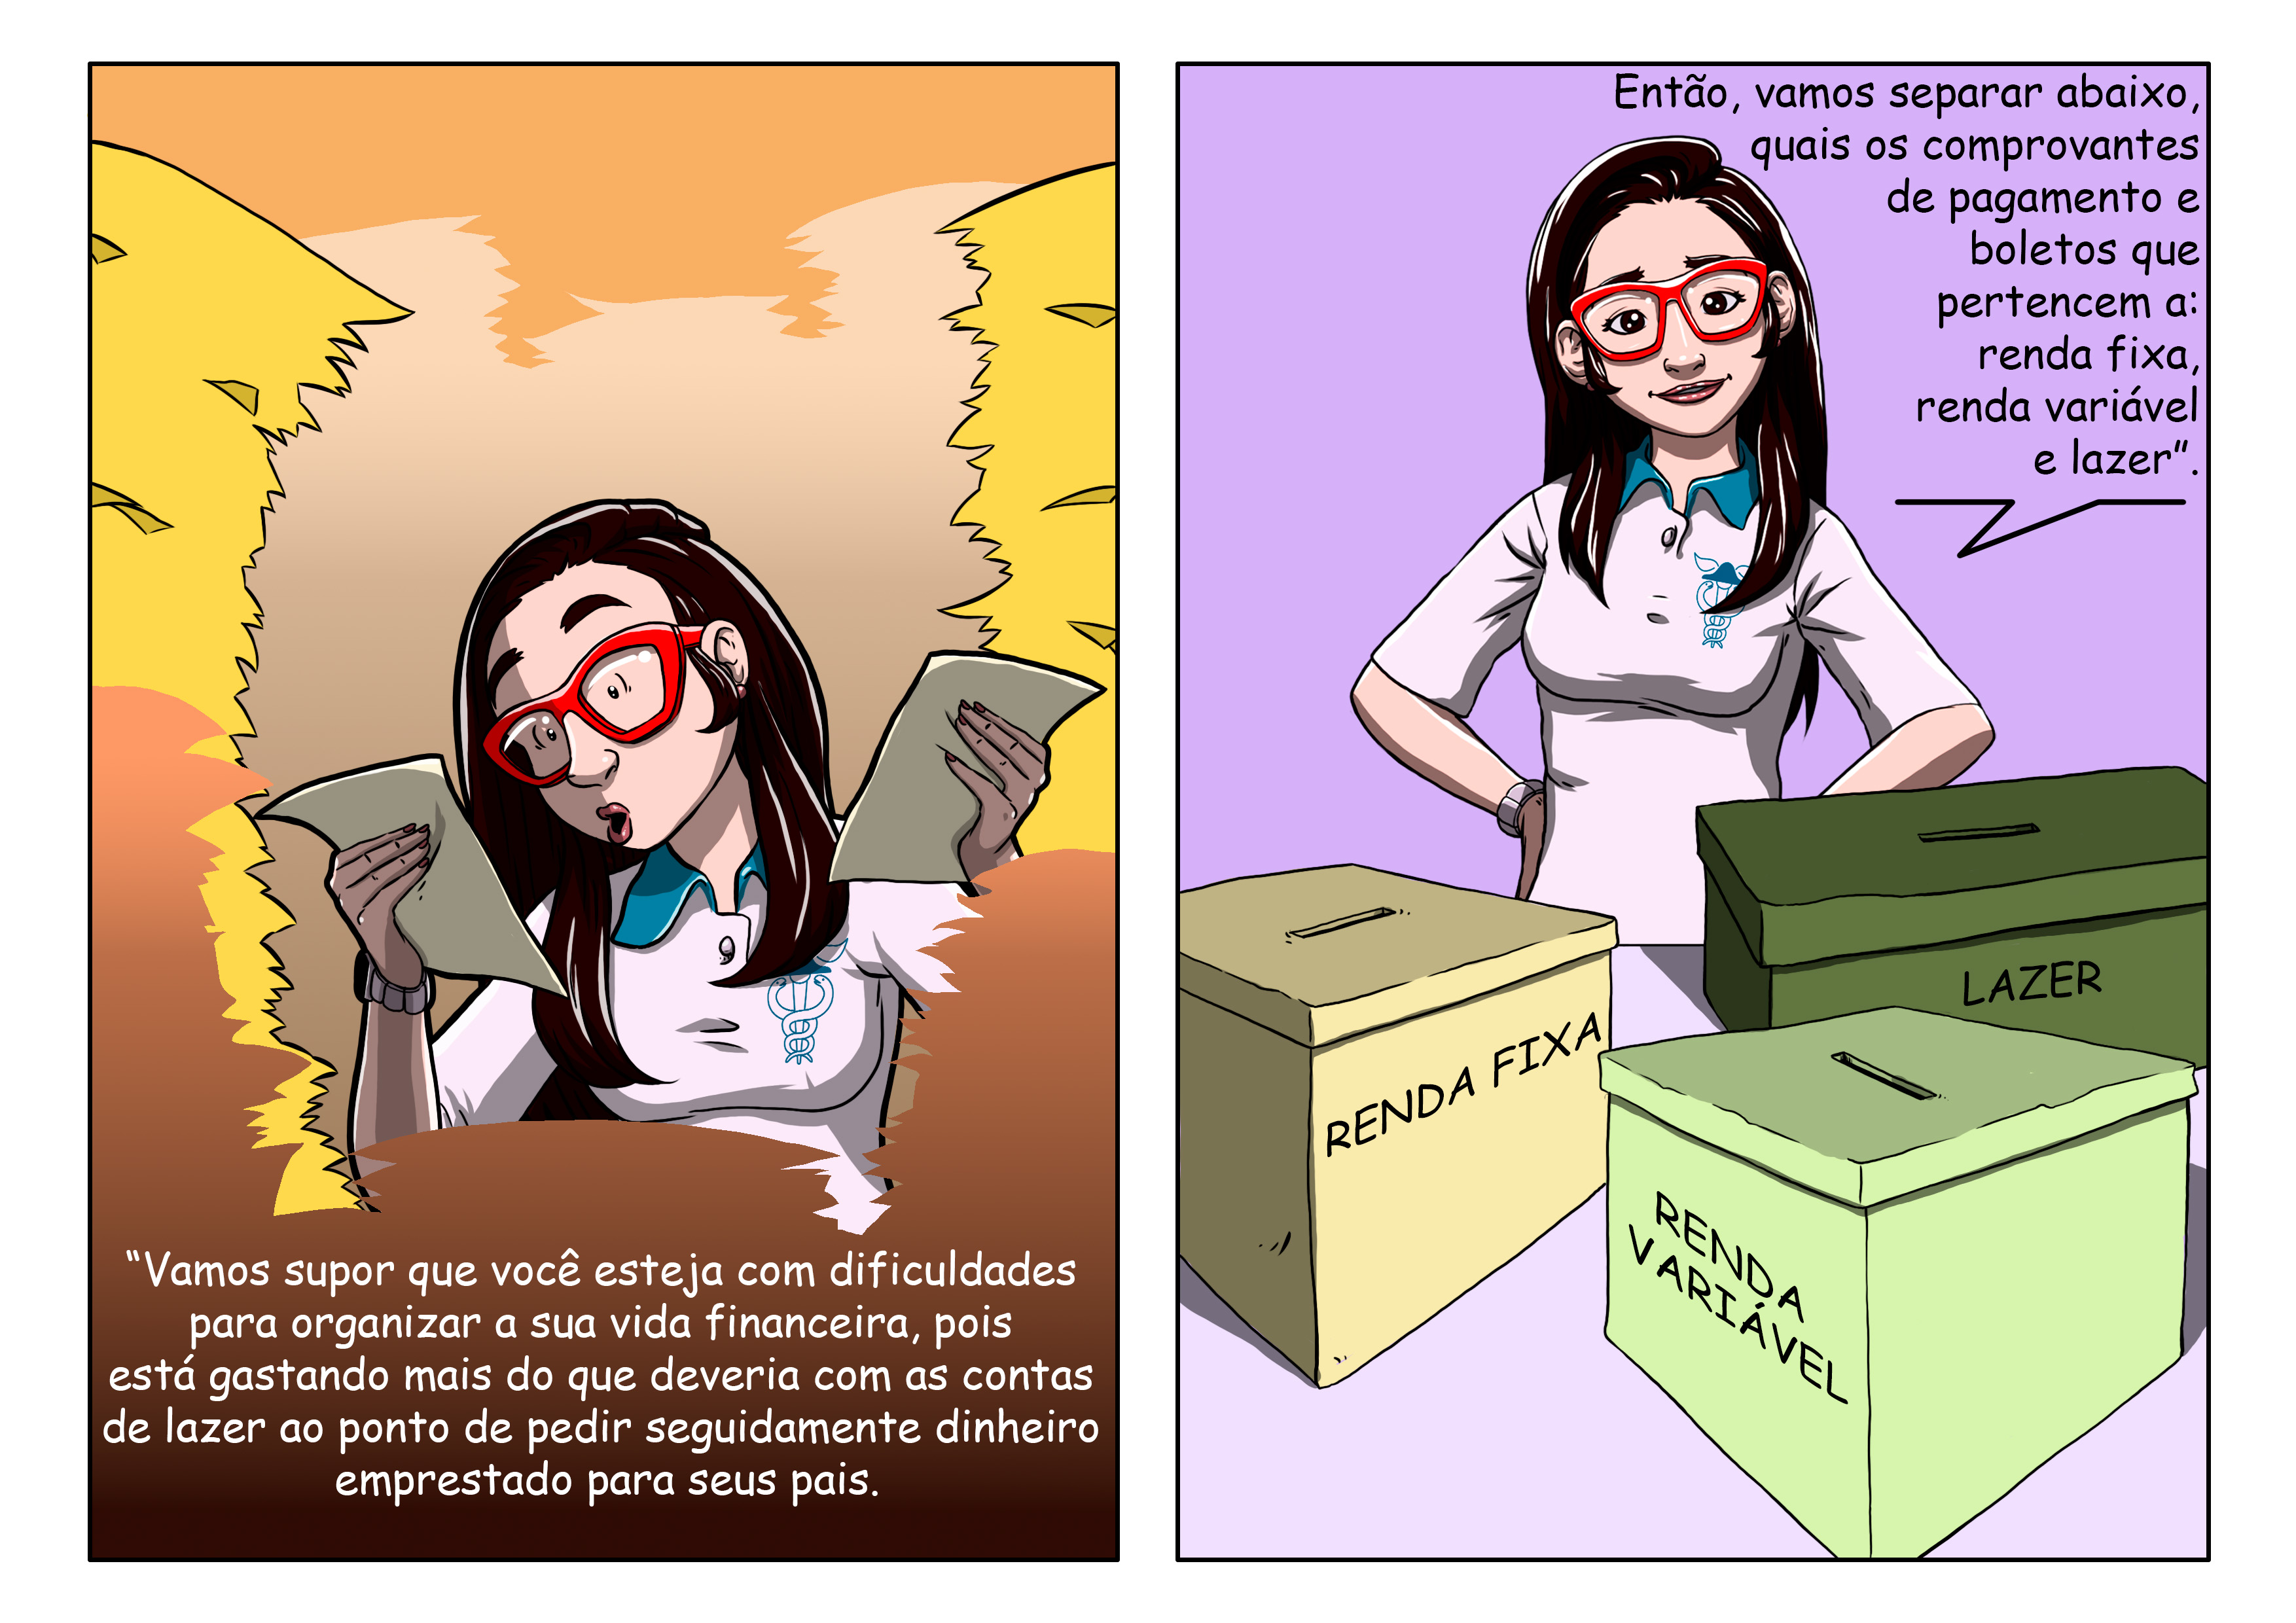 “Vamos supor que você esteja com dificuldades
para organizar a sua vida financeira, pois
está gastando mais do que deveria com as contas
de lazer ao ponto de pedir seguidamente dinheiro
emprestado para seus pais.
Então, vamos separar abaixo,
quais os comprovantes
de pagamento e
boletos que
pertencem a:
renda fixa,
renda variável
e lazer”.
LAZER
RENDA FIXA
RENDA
VARIÁVEL